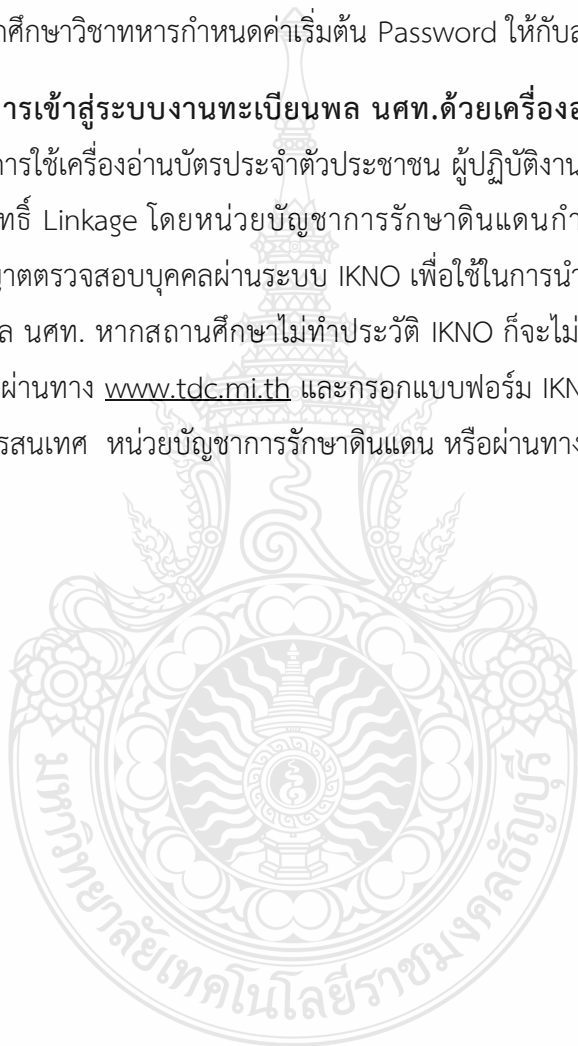 าศึกษาวิชาทหารกำหนดค่าเริ่มต้น Password ให้กับส
ารเข้าสู่ระบบงานทะเบียนพล นศท.ด้วยเครื่องอ
การใช้เครื่องอ่านบัตรประจำตัวประชาชน ผู้ปฏิบัติงาน
ทธิ์ Linkage โดยหน่วยบัญชาการรักษาดินแดนกำ
ญาตตรวจสอบบุคคลผ่านระบบ IKNO เพื่อใช้ในการนำ
ล นศท. หากสถานศึกษาไม่ทำประวัติ IKNO ก็จะไม่
ผ่านทาง www.tdc.mi.th และกรอกแบบฟอร์ม IKN
รสนเทศ หน่วยบัญชาการรักษาดินแดน หรือผ่านทาง
มหาวิทยาลัยเทคโนโลยีราชมงคลธัญบุรี